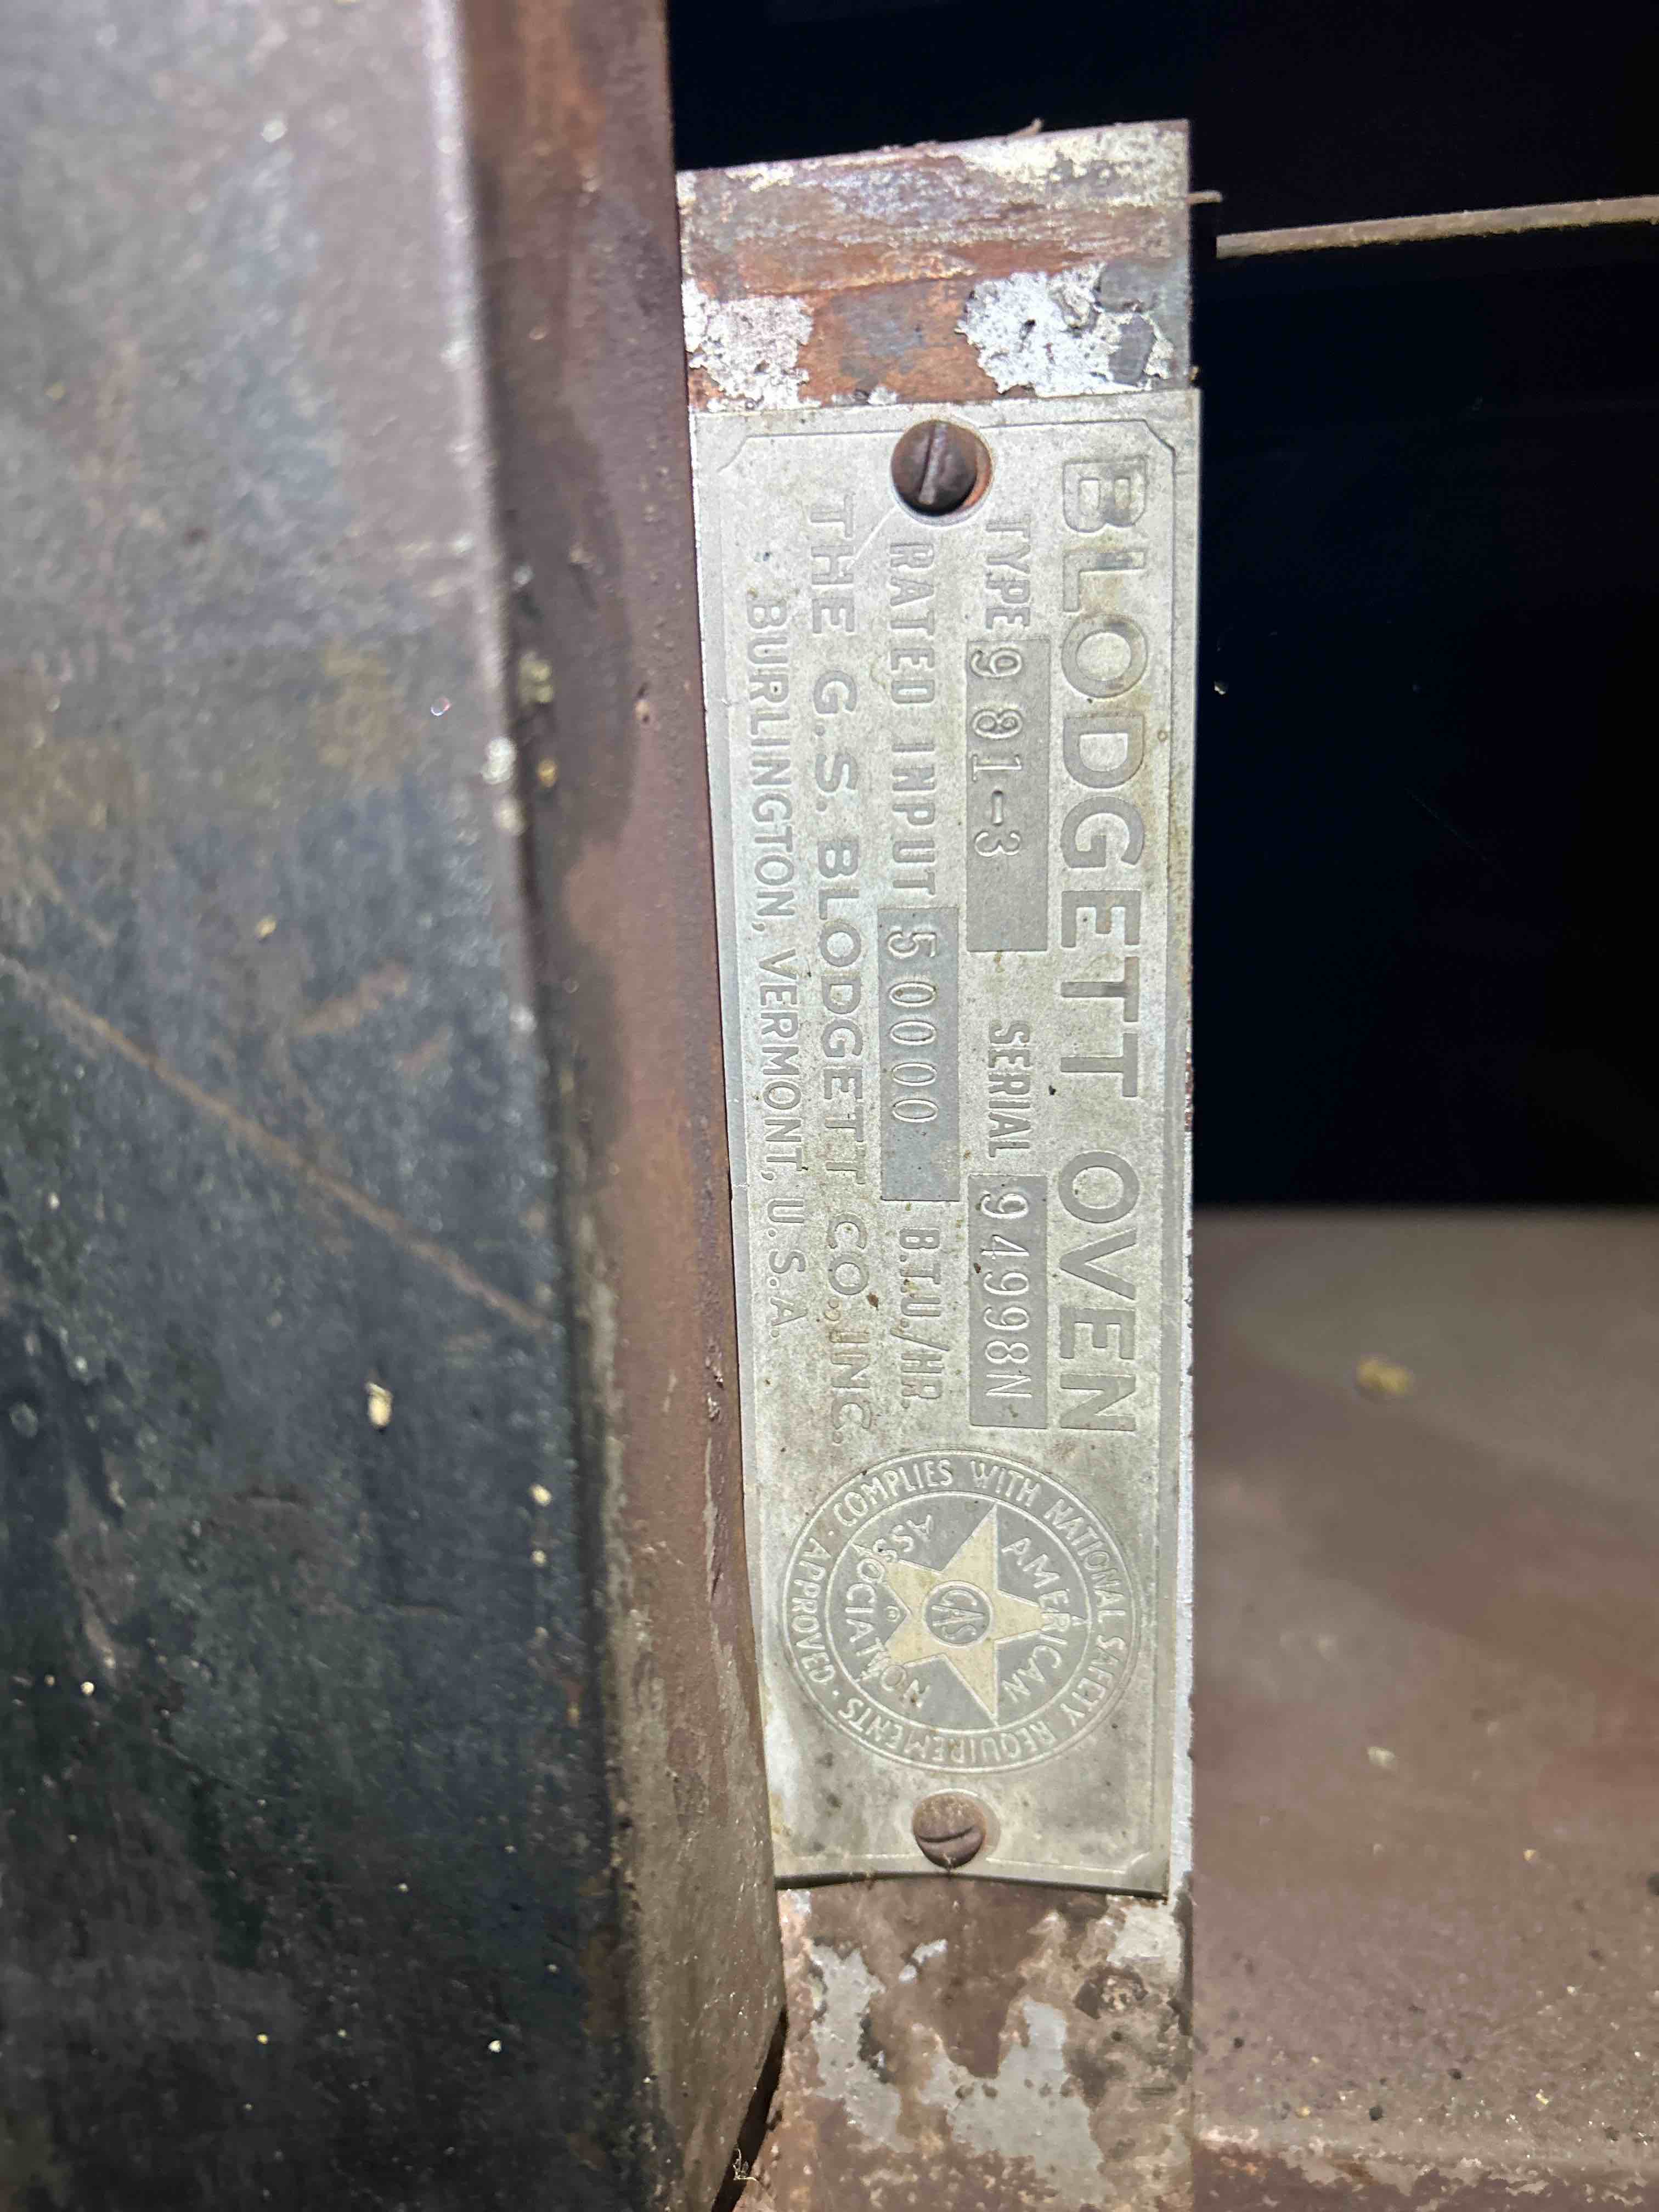 BLODGETT OVEN
TYPE 981-3 SERIAL 94998N
RATED INPUT 50000 B.T.U./HR.
THE G.S. BLODGETT CO., INC.
BURLINGTON, VERMONT, U.S.A.
COMPLIES WITH NATIONAL SAFETY REQUIREMENTS · APPROVED ·
AMERICAN
GAS
ASSOCIATION